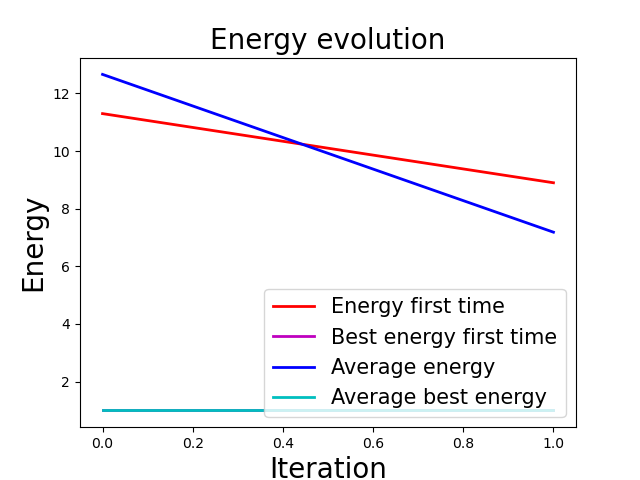 Energy evolution
Energy
12
10
8
6
4
2
Energy first time
Best energy first time
Average energy
Average best energy
0.0 0.2 0.4 0.6 0.8 1.0
Iteration